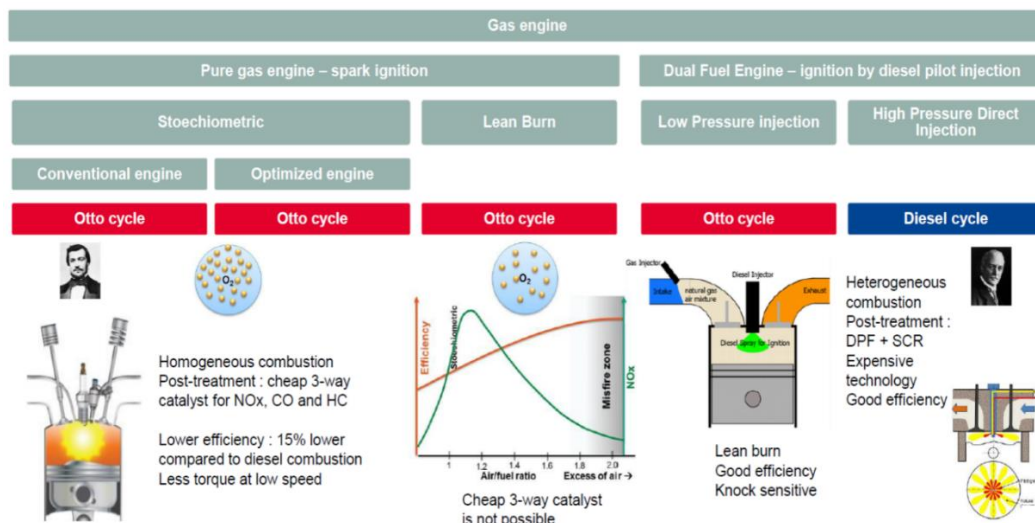 Gas engine
Pure gas engine – spark ignition
Dual Fuel Engine – ignition by diesel pilot injection
Stoechiometric
Lean Burn
Low Pressure injection
High Pressure Direct
Injection
Conventional engine
Optimized engine
Otto cycle
Otto cycle
Otto cycle
Otto cycle
Diesel cycle
O2
Homogeneous combustion
Post-treatment : cheap 3-way
catalyst for NOx, CO and HC
Lower efficiency : 15% lower
compared to diesel combustion
Less torque at low speed
O2
Efficiency
Stoechiometric
Misfire zone
NOx
1
1.2
1.4
1.6
1.8
2.0
Air/fuel ratio
Excess of air →
Cheap 3-way catalyst
is not possible
Gas Injector
Diesel Injector
Intake
natural gas
air mixture
Exhaust
Diesel Spray for Ignition
Lean burn
Good efficiency
Knock sensitive
Heterogeneous
combustion
Post-treatment :
DPF + SCR
Expensive
technology
Good efficiency